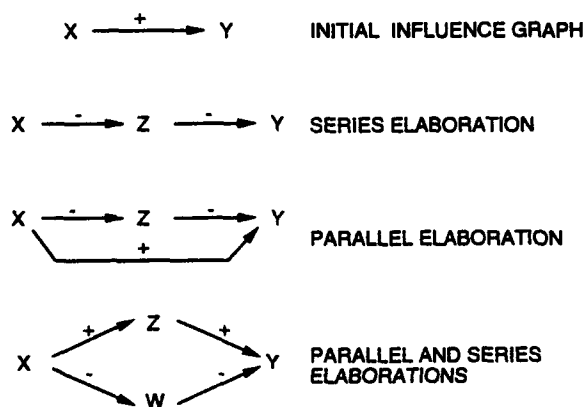 X + Y INITIAL INFLUENCE GRAPH
X - Z - Y SERIES ELABORATION
X - Z - Y
+
PARALLEL ELABORATION
Z
+ +
X Y PARALLEL AND SERIES
ELABORATIONS
- -
W